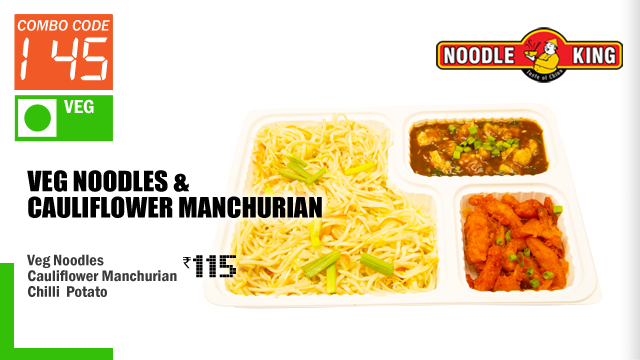 COMBO CODE
145
VEG
NOODLE KING
Taste of China
VEG NOODLES &
CAULIFLOWER MANCHURIAN
Veg Noodles
Cauliflower Manchurian
Chilli Potato
₹115